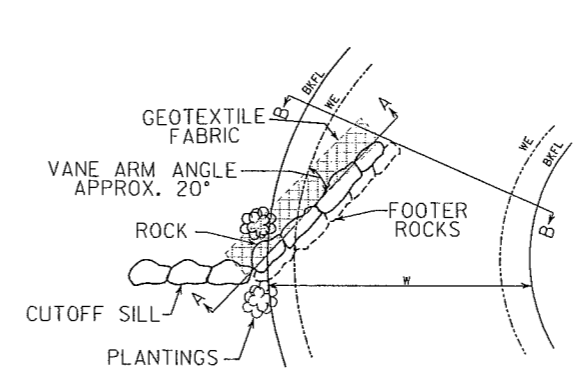 BKFL
B
WE
A
GEOTEXTILE
FABRIC
VANE ARM ANGLE
APPROX. 20°
WE
BKFL
ROCK
FOOTER
ROCKS
B
W
A
CUTOFF SILL
PLANTINGS